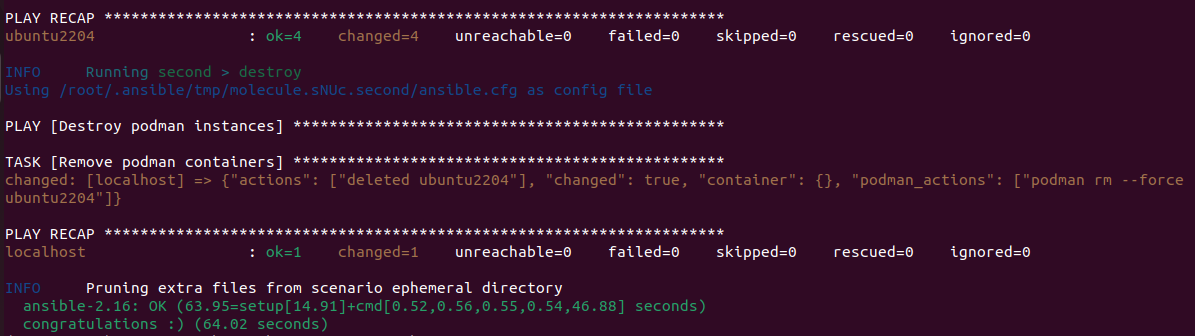 PLAY RECAP *********************************************************************
ubuntu2204                 : ok=4    changed=4    unreachable=0    failed=0    skipped=0    rescued=0    ignored=0
INFO     Running second > destroy
Using /root/.ansible/tmp/molecule.sNUc.second/ansible.cfg as config file
PLAY [Destroy podman instances] ************************************************
TASK [Remove podman containers] ************************************************
changed: [localhost] => {"actions": ["deleted ubuntu2204"], "changed": true, "container": {}, "podman_actions": ["podman rm --force
ubuntu2204"]}
PLAY RECAP *********************************************************************
localhost                  : ok=1    changed=1    unreachable=0    failed=0    skipped=0    rescued=0    ignored=0
INFO     Pruning extra files from scenario ephemeral directory
  ansible-2.16: OK (63.95=setup[14.91]+cmd[0.52,0.56,0.55,0.54,46.88] seconds)
  congratulations :) (64.02 seconds)